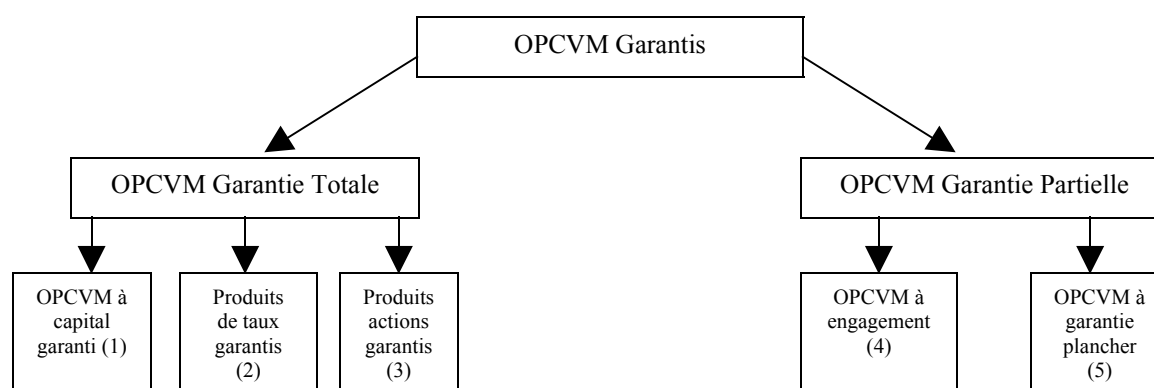 OPCVM Garantis
OPCVM Garantie Totale
OPCVM Garantie Partielle
OPCVM à
capital
garanti (1)
Produits
de taux
garantis
(2)
Produits
actions
garantis
(3)
OPCVM à
engagement
(4)
OPCVM à
garantie
plancher
(5)